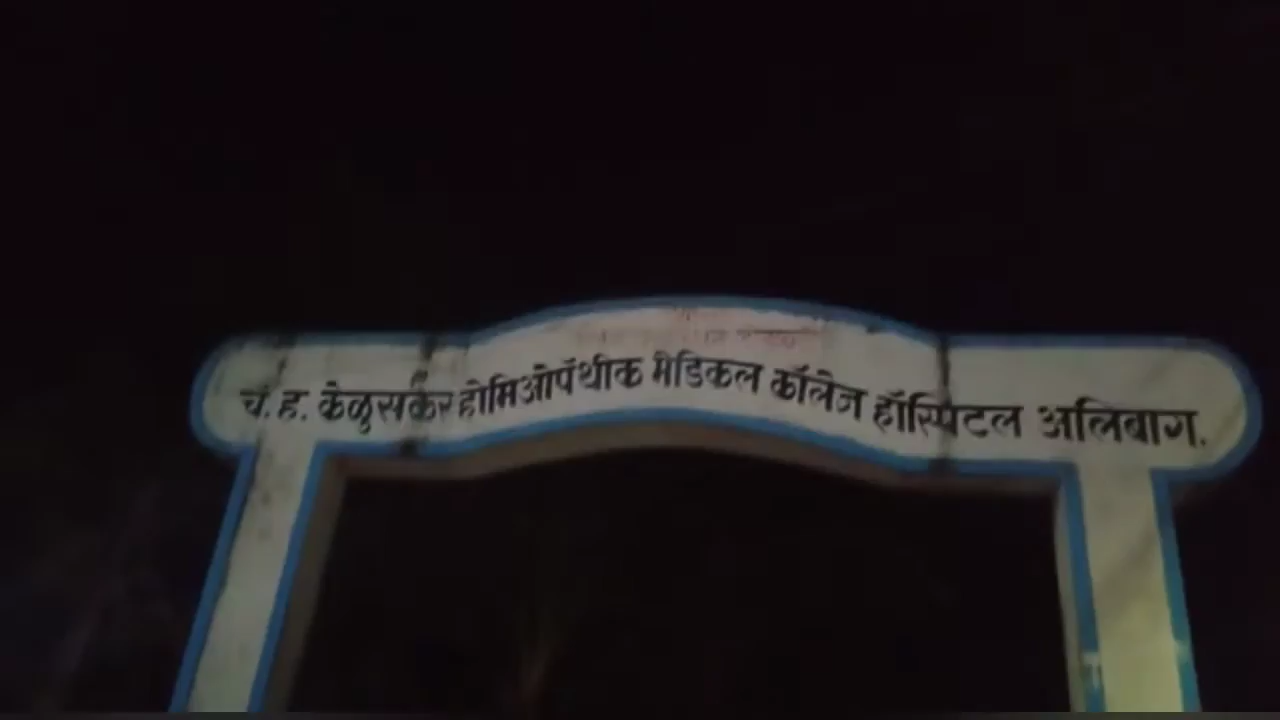 चं. ह. केळुसकर होमिओपॅथीक मेडिकल कॉलेज हॉस्पिटल अलिबाग.